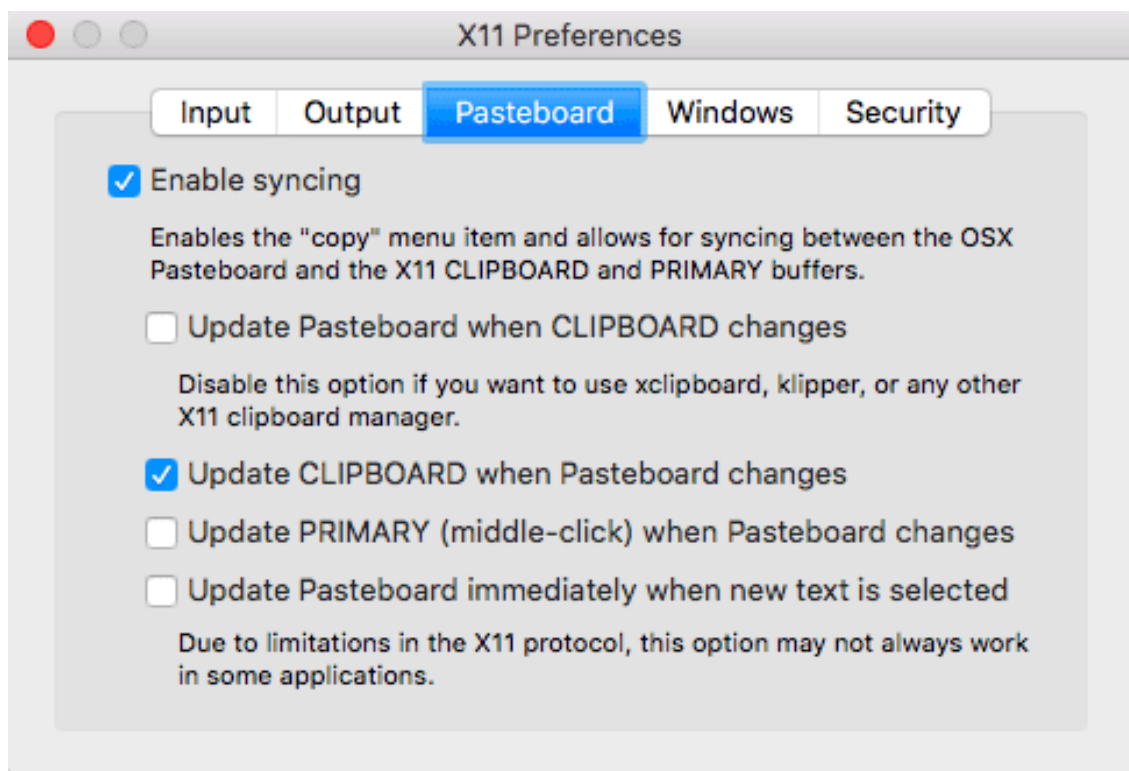 X11 Preferences
Input Output Pasteboard Windows Security
Enable syncing
Enables the "copy" menu item and allows for syncing between the OSX
Pasteboard and the X11 CLIPBOARD and PRIMARY buffers.
Update Pasteboard when CLIPBOARD changes
Disable this option if you want to use xclipboard, klipper, or any other
X11 clipboard manager.
Update CLIPBOARD when Pasteboard changes
Update PRIMARY (middle-click) when Pasteboard changes
Update Pasteboard immediately when new text is selected
Due to limitations in the X11 protocol, this option may not always work
in some applications.